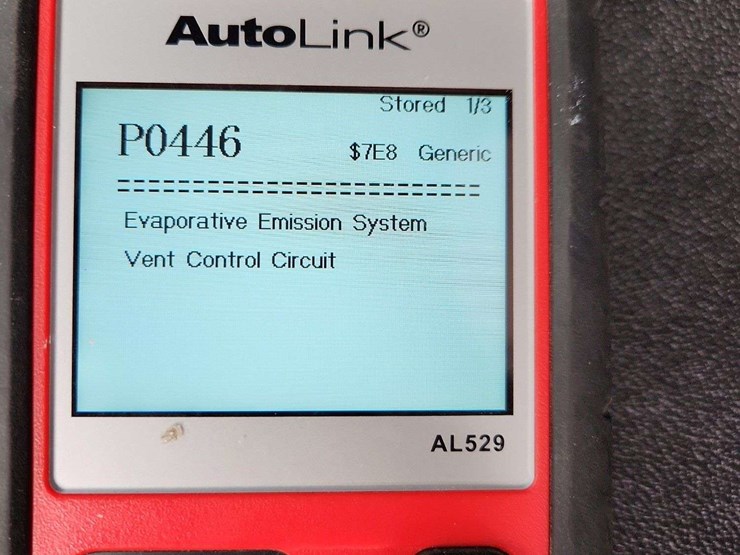 AutoLink®
Stored 1/3
P0446
$7E8 Generic
==============================
Evaporative Emission System
Vent Control Circuit
AL529